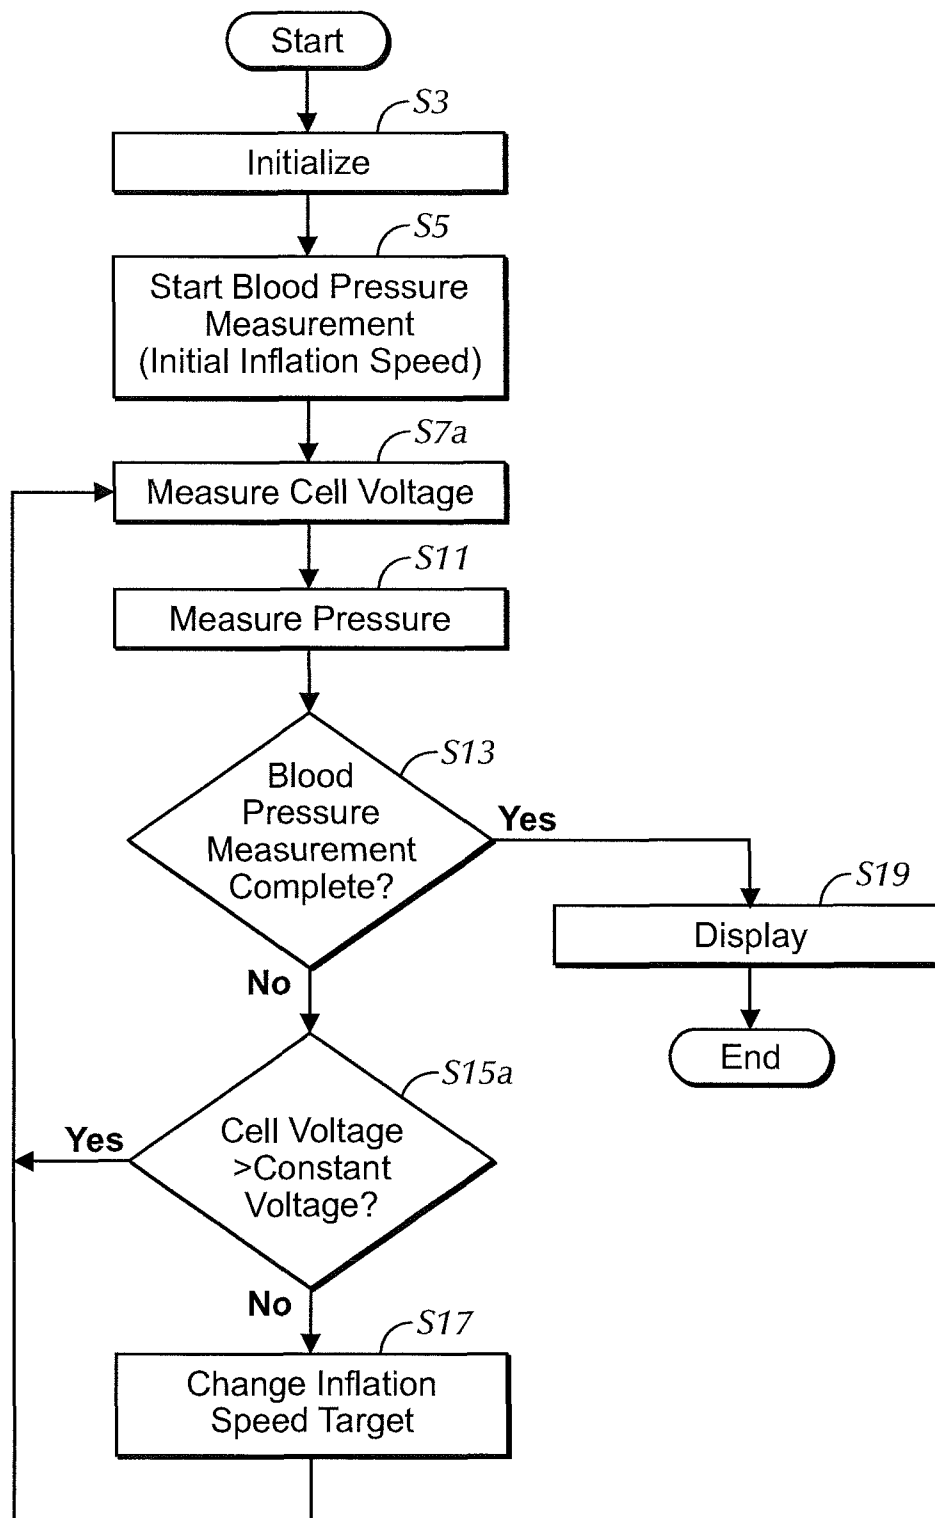 Start
S3
Initialize
S5
Start Blood Pressure
Measurement
(Initial Inflation Speed)
S7a
Measure Cell Voltage
S11
Measure Pressure
S13
Blood
Pressure
Measurement
Complete?
Yes
S19
Display
No
End
S15a
Cell Voltage
>Constant
Voltage?
Yes
No
S17
Change Inflation
Speed Target